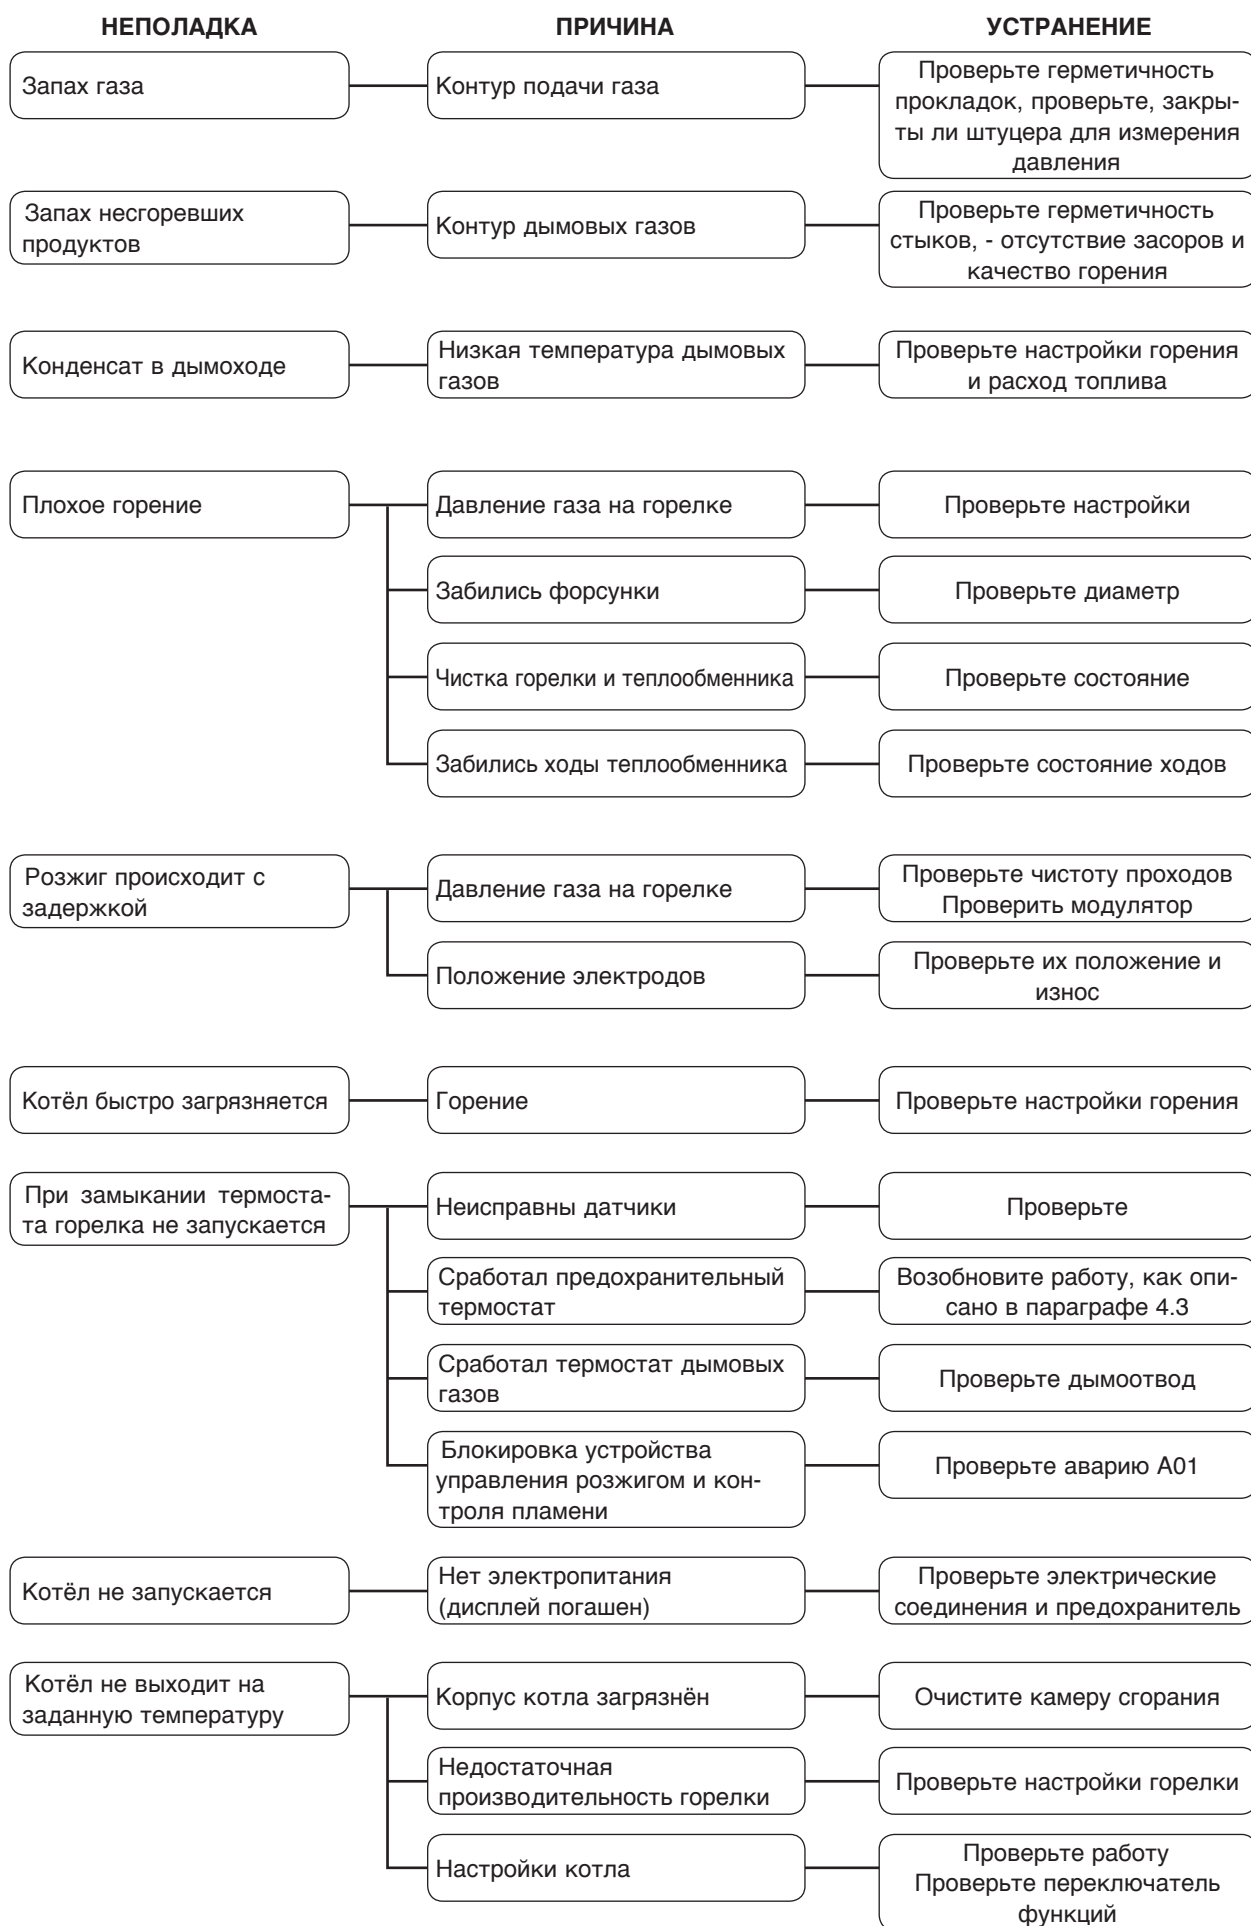 НЕПОЛАДКА ПРИЧИНА УСТРАНЕНИЕ
Запах газа
Контур подачи газа
Проверьте герметичность
прокладок, проверьте, закры-
ты ли штуцера для измерения
давления
Запах несгоревших
продуктов
Контур дымовых газов
Проверьте герметичность
стыков, - отсутствие засоров и
качество горения
Конденсат в дымоходе
Низкая температура дымовых
газов
Проверьте настройки горения
и расход топлива
Плохое горение
Давление газа на горелке
Проверьте настройки
Забились форсунки
Проверьте диаметр
Чистка горелки и теплообменника
Проверьте состояние
Забились ходы теплообменника
Проверьте состояние ходов
Розжиг происходит с
задержкой
Давление газа на горелке
Проверьте чистоту проходов
Проверить модулятор
Положение электродов
Проверьте их положение и
износ
Котёл быстро загрязняется
Горение
Проверьте настройки горения
При замыкании термоста-
та горелка не запускается
Неисправны датчики
Проверьте
Сработал предохранительный
термостат
Возобновите работу, как опи-
сано в параграфе 4.3
Сработал термостат дымовых
газов
Проверьте дымоотвод
Блокировка устройства
управления розжигом и кон-
троля пламени
Проверьте аварию А01
Котёл не запускается
Нет электропитания
(дисплей погашен)
Проверьте электрические
соединения и предохранитель
Котёл не выходит на
заданную температуру
Корпус котла загрязнён
Очистите камеру сгорания
Недостаточная
производительность горелки
Проверьте настройки горелки
Настройки котла
Проверьте работу
Проверьте переключатель
функций